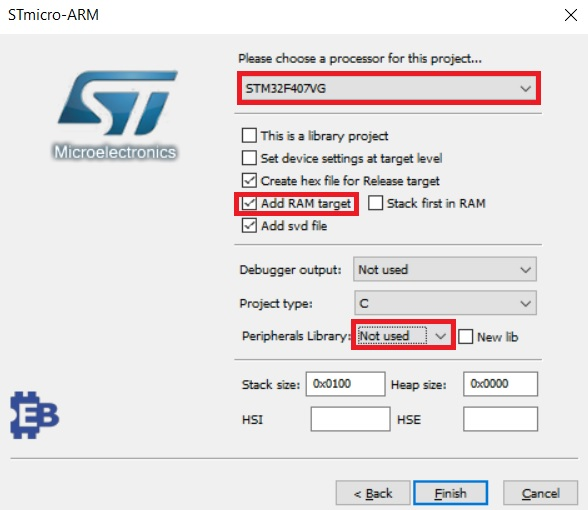 STmicro-ARM
Please choose a processor for this project...
STM32F407VG
ST
Microelectronics
This is a library project
Set device settings at target level
Create hex file for Release target
Add RAM target Stack first in RAM
Add svd file
Debugger output: Not used
Project type: C
Peripherals Library: Not used New lib
Stack size: 0x0100 Heap size: 0x0000
HSI HSE
EB
< Back Finish Cancel